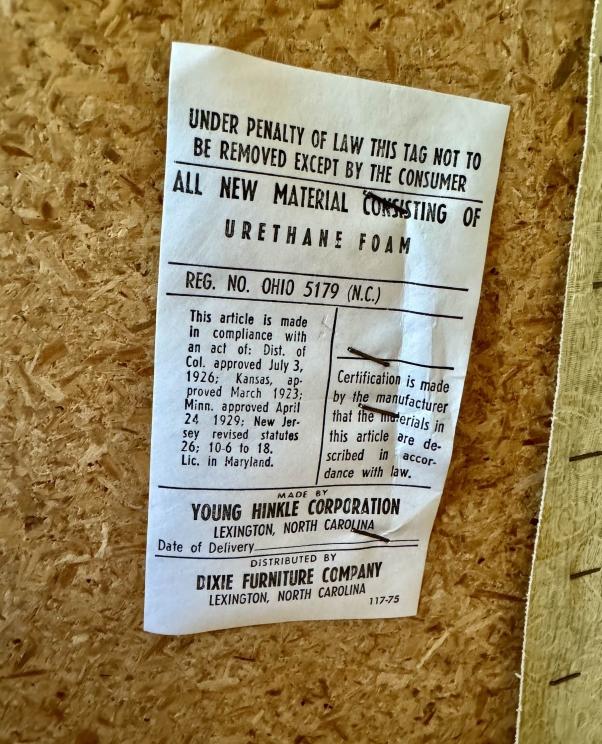 UNDER PENALTY OF LAW THIS TAG NOT TO
BE REMOVED EXCEPT BY THE CONSUMER
ALL NEW MATERIAL CONSISTING OF
URETHANE FOAM
REG. NO. OHIO 5179 (N.C.)
This article is made
in compliance with
an act of: Dist. of
Col. approved July 3,
1926; Kansas, ap-
proved March 1923;
Minn. approved April
24 1929; New Jer-
sey revised statutes
26; 10-6 to 18.
Lic. in Maryland.
Certification is made
by the manufacturer
that the materials in
this article are de-
scribed in accor-
dance with law.
MADE BY
YOUNG HINKLE CORPORATION
LEXINGTON, NORTH CAROLINA
Date of Delivery
DISTRIBUTED BY
DIXIE FURNITURE COMPANY
LEXINGTON, NORTH CAROLINA
117-75